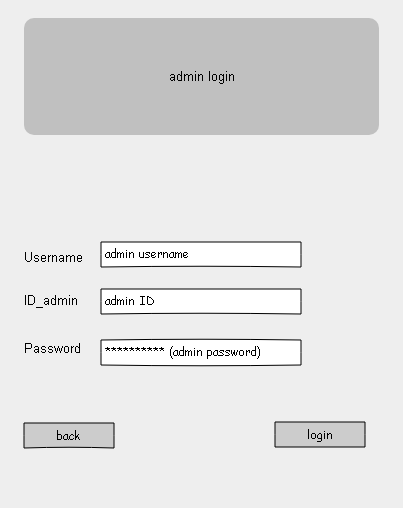 admin login
Username
admin username
ID_admin
admin ID
Password
********** (admin password)
back
login